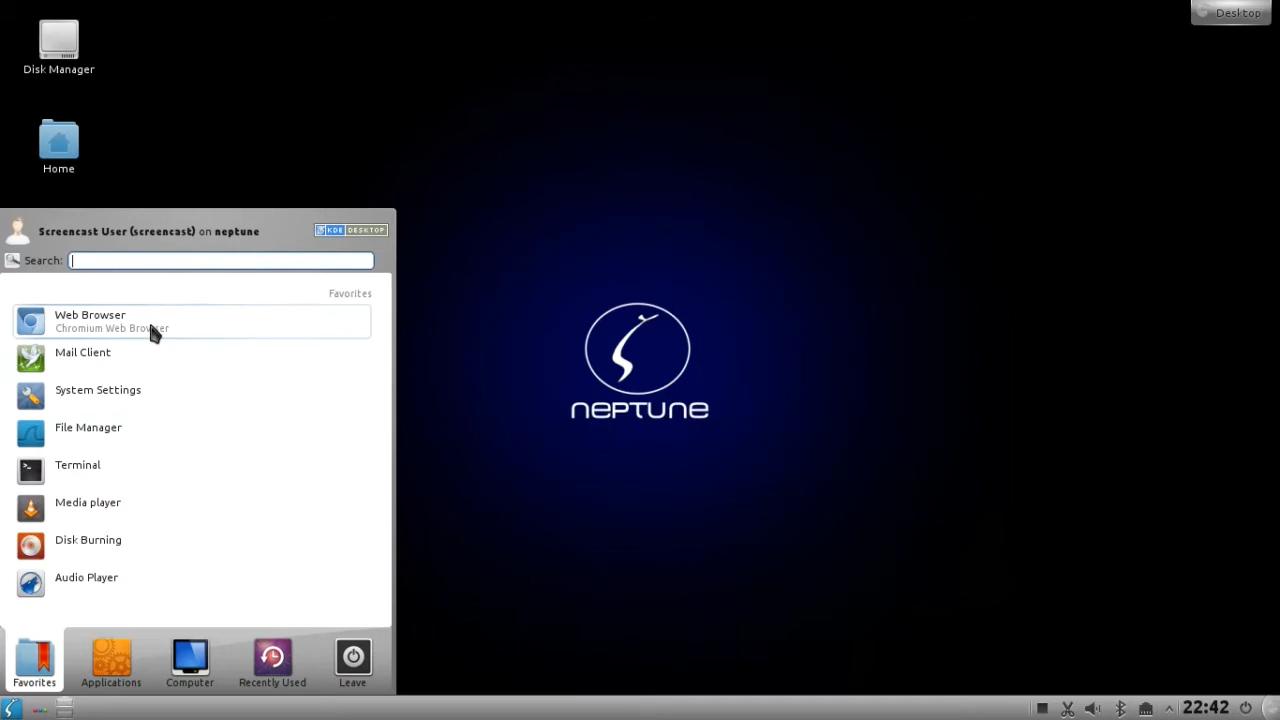 Desktop
Disk Manager
Home
Screencast User (screencast) on neptune
KDE DESKTOP
Search:
Favorites
Web Browser
Chromium Web Browser
Mail Client
System Settings
File Manager
Terminal
Media player
Disk Burning
Audio Player
NEPTUNE
Favorites
Applications
Computer
Recently Used
Leave
22:42